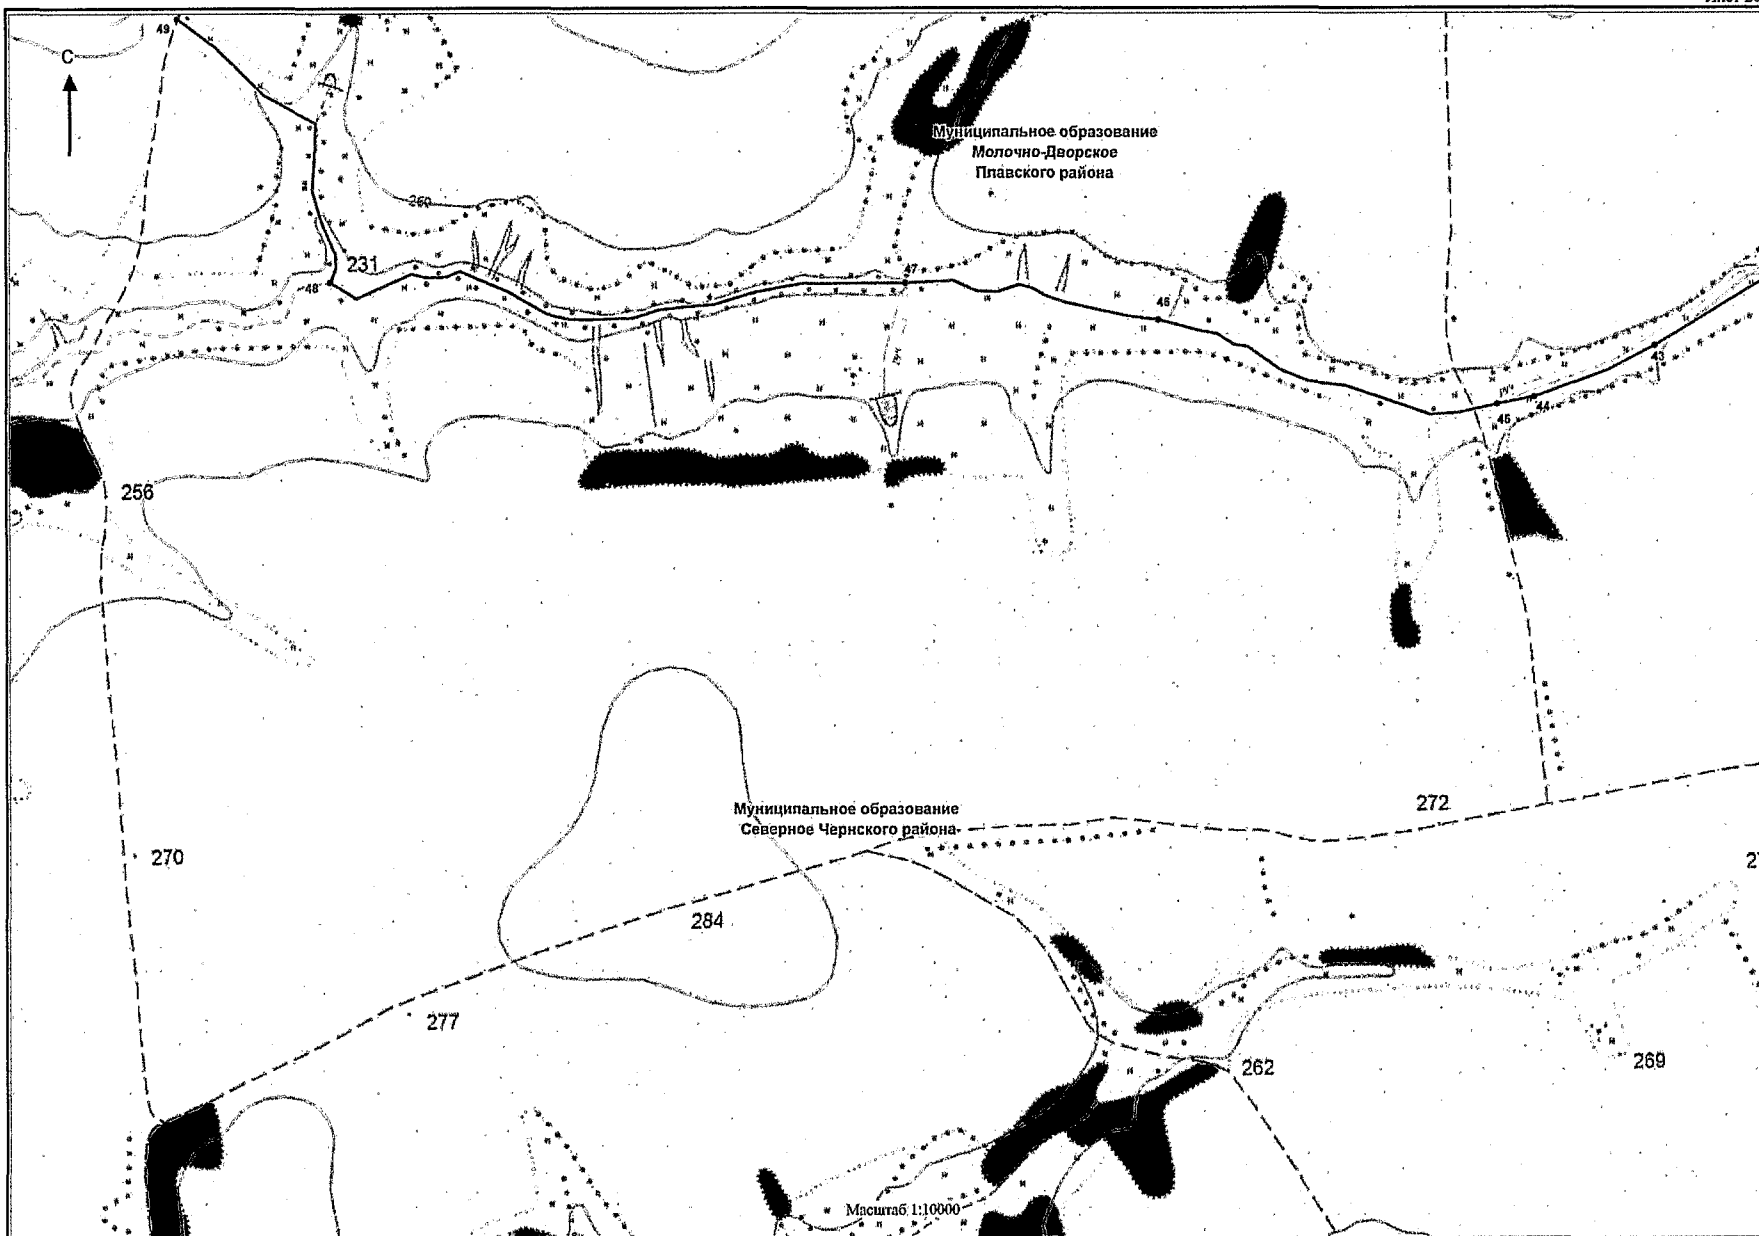 49
С
Муниципальное образование
Молочно-Дворское
Плавского района
260
231
48
47
46
43
44
45
256
Муниципальное образование
Северное Чернского района
272
270
284
277
262
269
Масштаб 1:10000